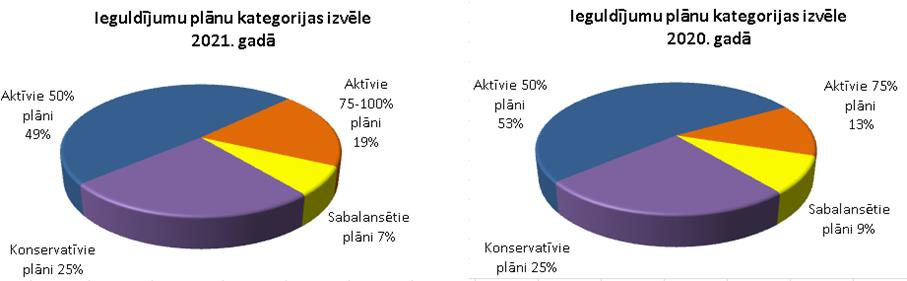 Ieguldījumu plānu kategorijas izvēle
2021. gadā
Aktīvie 50%
plāni
49%
Aktīvie
75-100%
plāni
19%
Sabalansētie
plāni 7%
Konservatīvie
plāni 25%
Ieguldījumu plānu kategorijas izvēle
2020. gadā
Aktīvie 50%
plāni
53%
Aktīvie 75%
plāni
13%
Sabalansētie
plāni 9%
Konservatīvie
plāni 25%